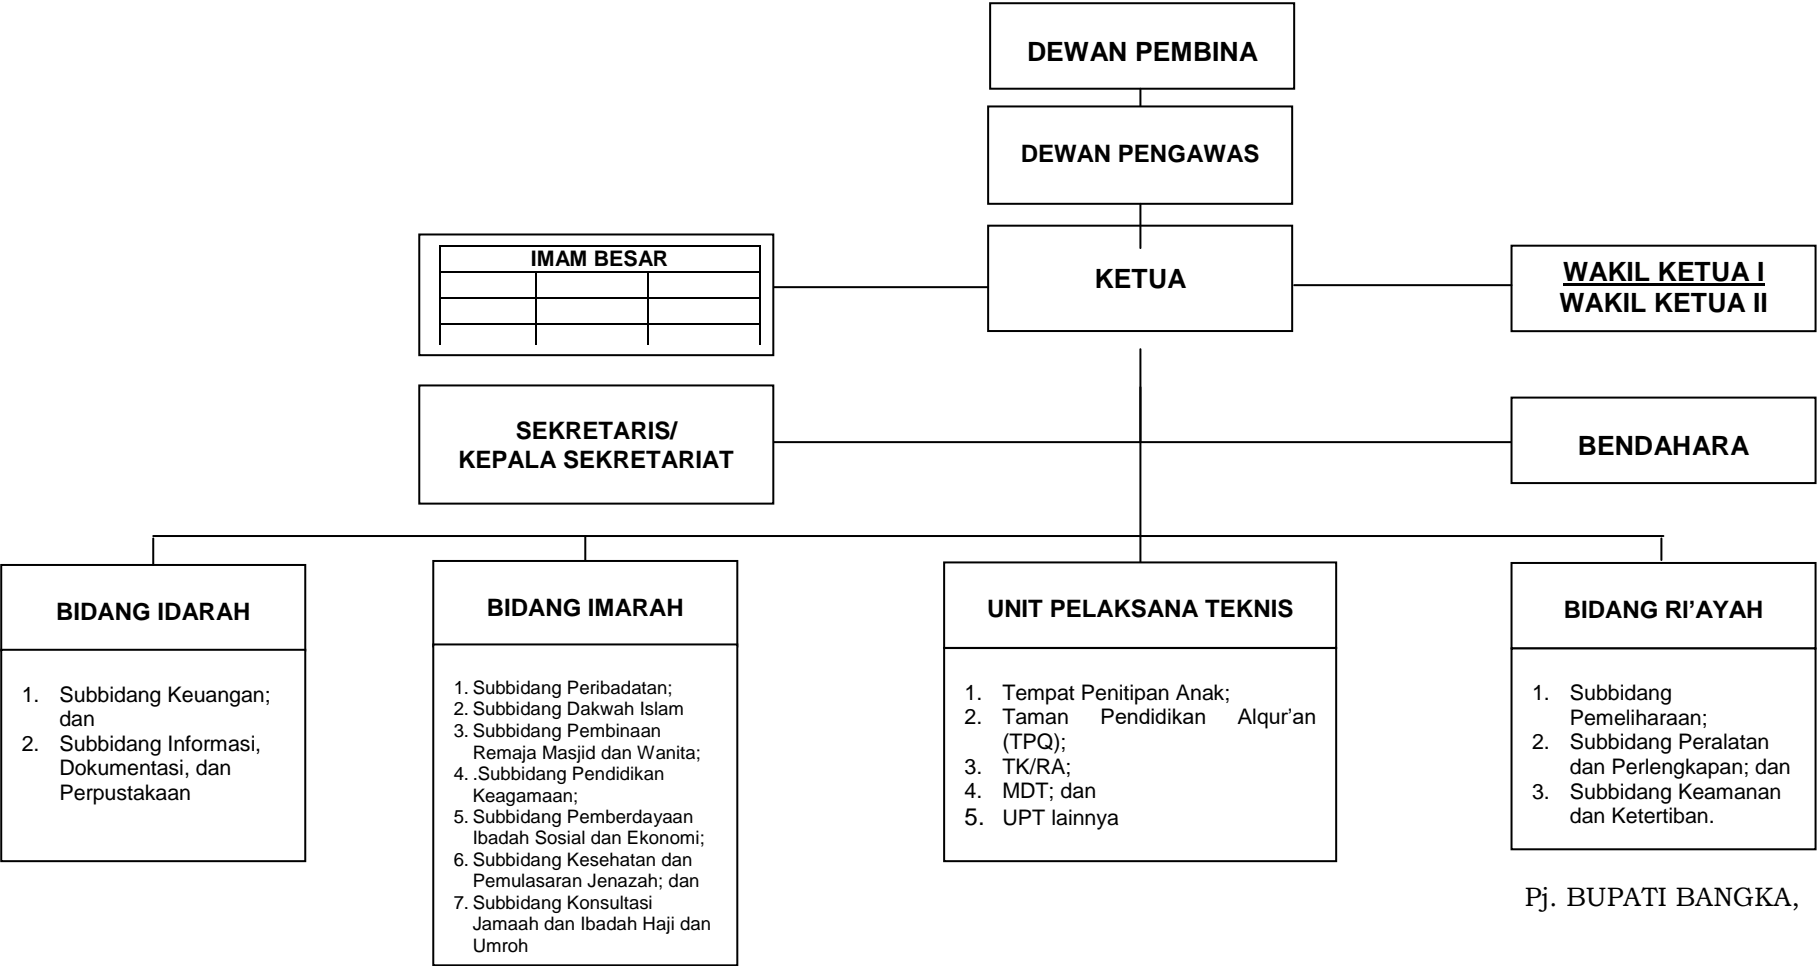 DEWAN PEMBINA
DEWAN PENGAWAS
IMAM BESAR
KETUA
WAKIL KETUA I
WAKIL KETUA II
SEKRETARIS/
KEPALA SEKRETARIAT
BENDAHARA
BIDANG IDARAH
1. Subbidang Keuangan;
dan
2. Subbidang Informasi,
Dokumentasi, dan
Perpustakaan
BIDANG IMARAH
1. Subbidang Peribadatan;
2. Subbidang Dakwah Islam
3. Subbidang Pembinaan
Remaja Masjid dan Wanita;
4. .Subbidang Pendidikan
Keagamaan;
5. Subbidang Pemberdayaan
Ibadah Sosial dan Ekonomi;
6. Subbidang Kesehatan dan
Pemulasaran Jenazah; dan
7. Subbidang Konsultasi
Jamaah dan Ibadah Haji dan
Umroh
UNIT PELAKSANA TEKNIS
1. Tempat Penitipan Anak;
2. Taman Pendidikan Alqur’an
(TPQ);
3. TK/RA;
4. MDT; dan
5. UPT lainnya
BIDANG RI’AYAH
1. Subbidang
Pemeliharaan;
2. Subbidang Peralatan
dan Perlengkapan; dan
3. Subbidang Keamanan
dan Ketertiban.
Pj. BUPATI BANGKA,